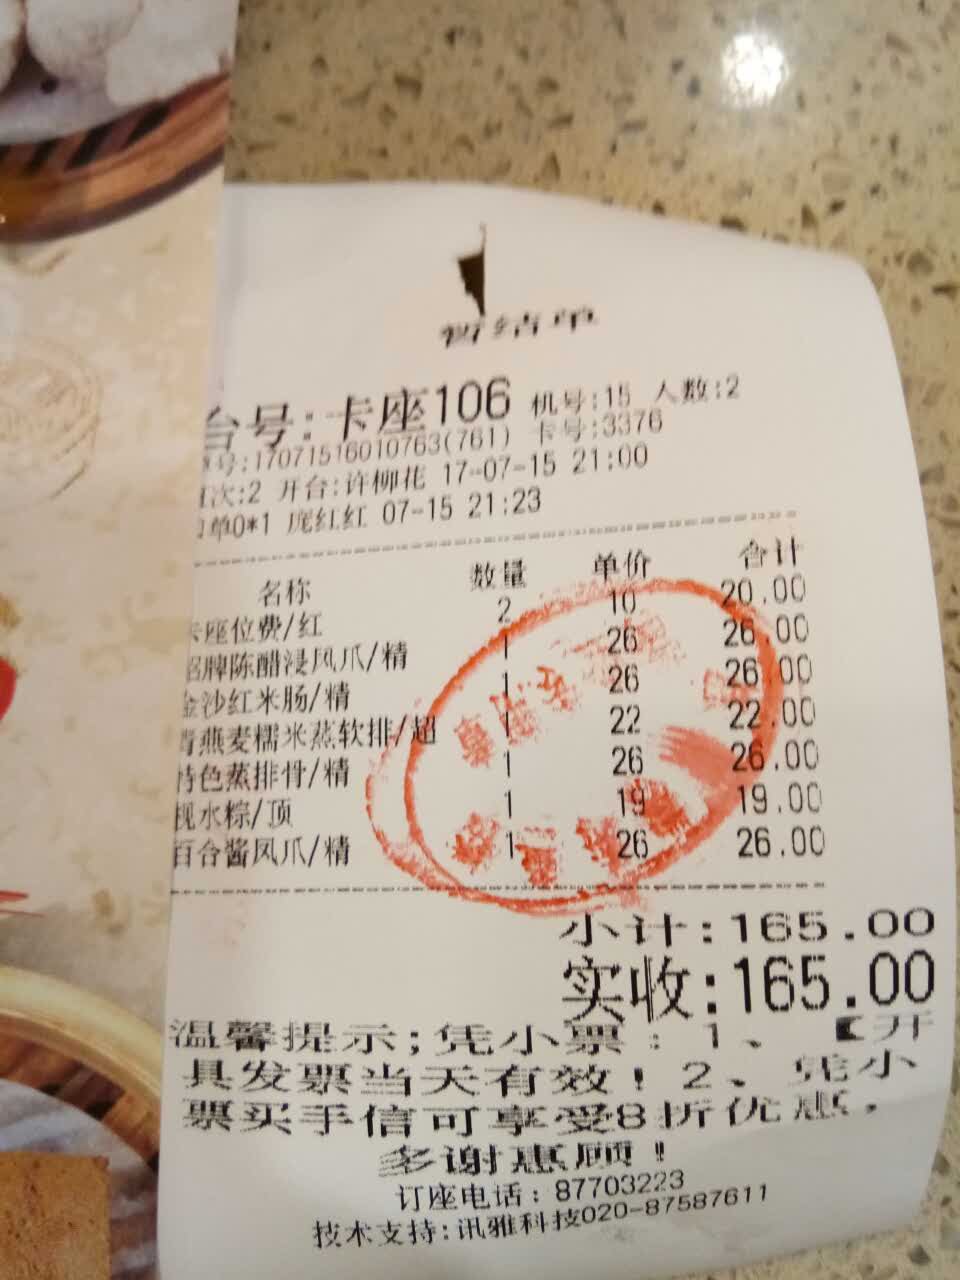 暂结单
台号:卡座106 机号:15 人数:2
号:17071516010763(761) 卡号:3376
次:2 开台:许柳花 17-07-15 21:00
单0*1 庞红红 07-15 21:23
名称 数量 单价 合计
卡座位费/红 2 10 20.00
招牌陈醋浸凤爪/精 1 26 26.00
金沙红米肠/精 1 26 26.00
青燕麦糯米蒸软排/超 1 22 22.00
特色蒸排骨/精 1 26 26.00
枧水粽/顶 1 19 19.00
百合酱凤爪/精 1 26 26.00
小计:165.00
实收:165.00
温馨提示;凭小票:1、【开
具发票当天有效!2、凭小
票买手信可享受8折优惠,
多谢惠顾!
订座电话:87703223
技术支持:讯雅科技020-87587611